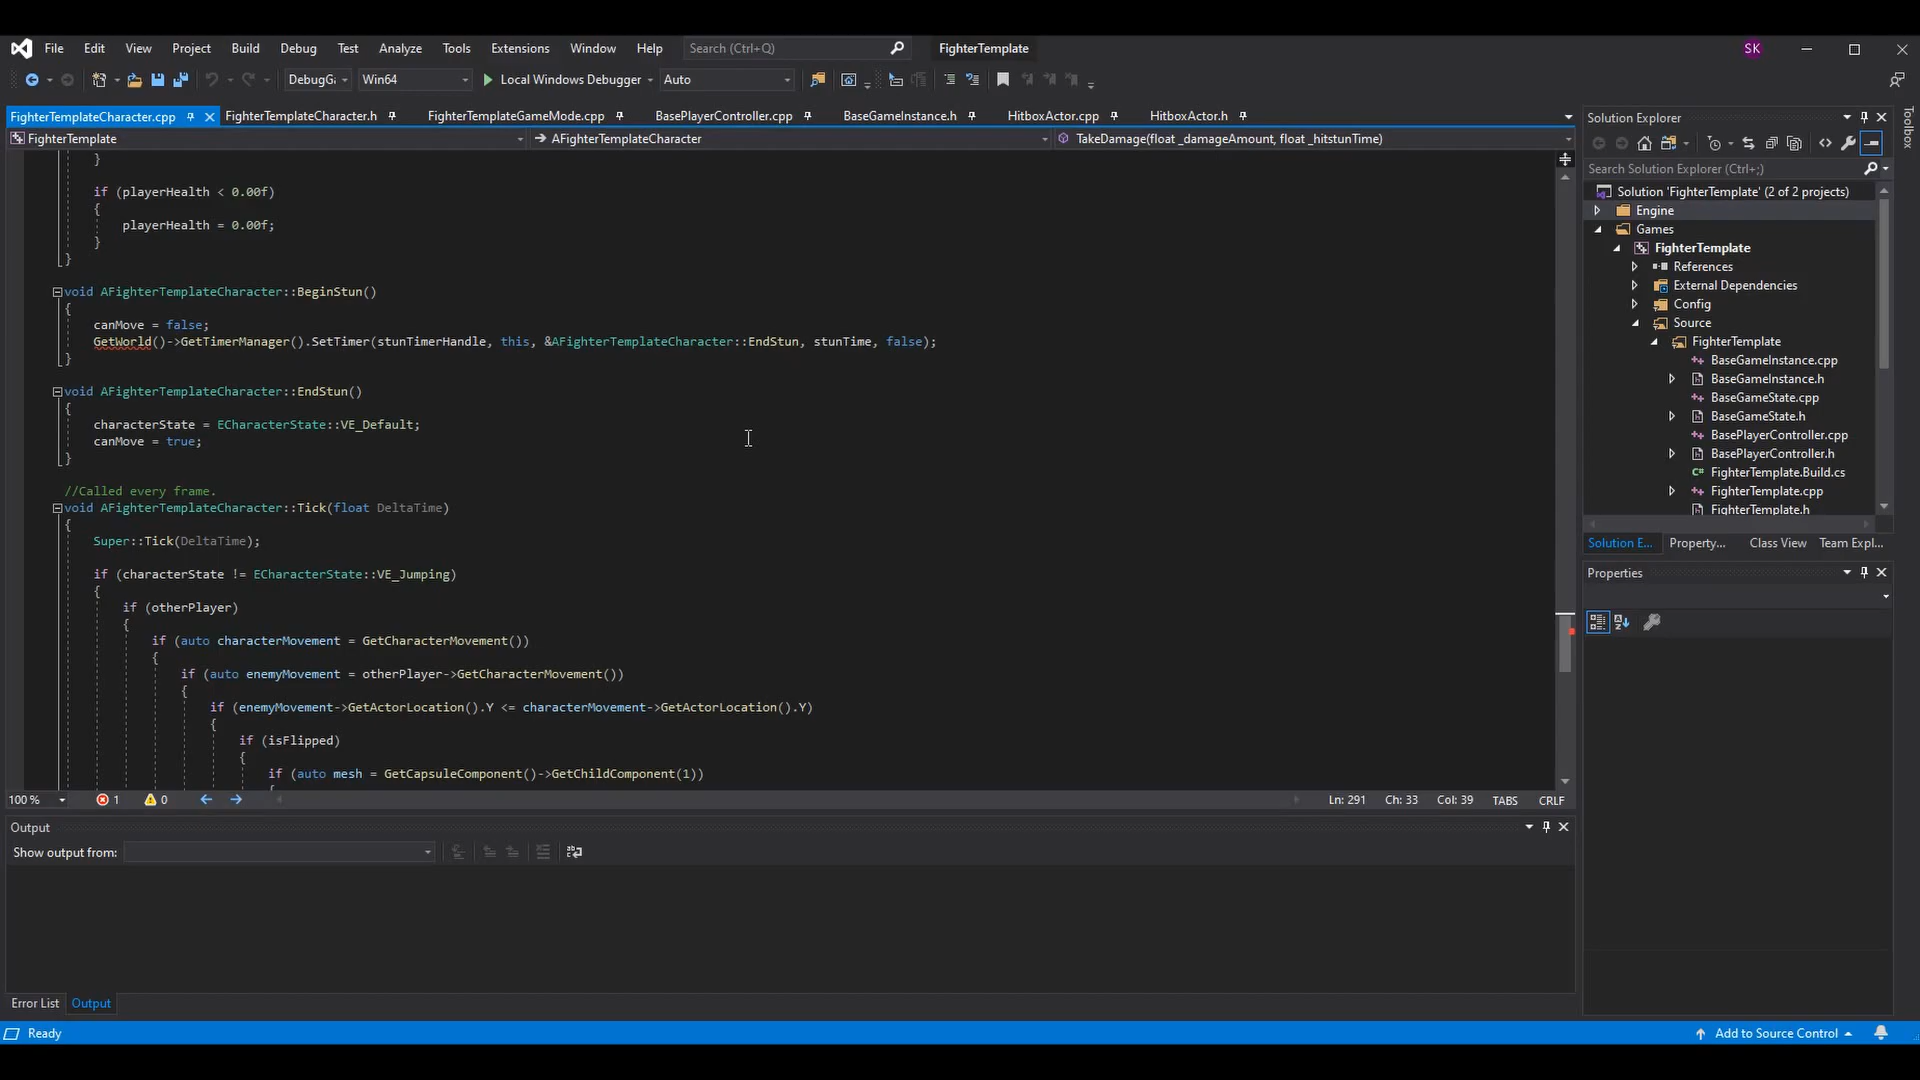 File Edit View Project Build Debug Test Analyze Tools Extensions Window Help Search (Ctrl+Q) FighterTemplate SK
DebugG Win64 Local Windows Debugger Auto
FighterTemplateCharacter.cpp FighterTemplateCharacter.h FighterTemplateGameMode.cpp BasePlayerController.cpp BaseGameInstance.h HitboxActor.cpp HitboxActor.h
FighterTemplate AFighterTemplateCharacter TakeDamage(float _damageAmount, float _hitstunTime)
}
if (playerHealth < 0.00f)
{
playerHealth = 0.00f;
}
}
void AFighterTemplateCharacter::BeginStun()
{
canMove = false;
GetWorld()->GetTimerManager().SetTimer(stunTimerHandle, this, &AFighterTemplateCharacter::EndStun, stunTime, false);
}
void AFighterTemplateCharacter::EndStun()
{
characterState = ECharacterState::VE_Default;
canMove = true;
}
//Called every frame.
void AFighterTemplateCharacter::Tick(float DeltaTime)
{
Super::Tick(DeltaTime);
if (characterState != ECharacterState::VE_Jumping)
{
if (otherPlayer)
{
if (auto characterMovement = GetCharacterMovement())
{
if (auto enemyMovement = otherPlayer->GetCharacterMovement())
{
if (enemyMovement->GetActorLocation().Y <= characterMovement->GetActorLocation().Y)
{
if (isFlipped)
{
if (auto mesh = GetCapsuleComponent()->GetChildComponent(1))
{
100 % 1 0 Ln: 291 Ch: 33 Col: 39 TABS CRLF
Output
Show output from:
Error List Output
Ready Add to Source Control
Solution Explorer
Search Solution Explorer (Ctrl+;)
Solution 'FighterTemplate' (2 of 2 projects)
Engine
Games
FighterTemplate
References
External Dependencies
Config
Source
FighterTemplate
BaseGameInstance.cpp
BaseGameInstance.h
BaseGameState.cpp
BaseGameState.h
BasePlayerController.cpp
BasePlayerController.h
FighterTemplate.Build.cs
FighterTemplate.cpp
FighterTemplate.h
Solution E... Property... Class View Team Expl...
Properties
Toolbox